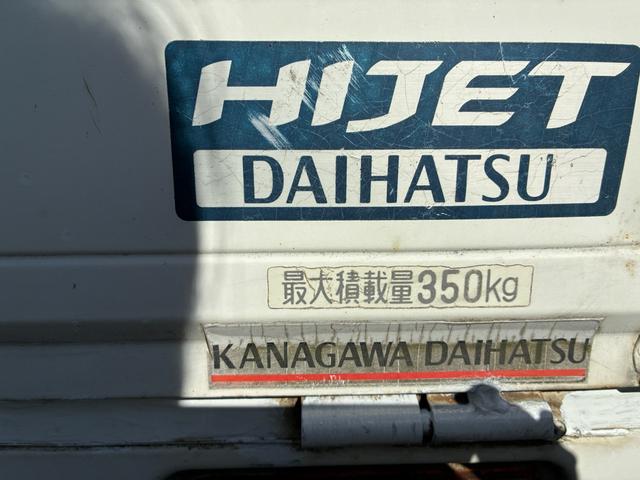 HIJET
DAIHATSU
最大積載量350kg
KANAGAWA DAIHATSU